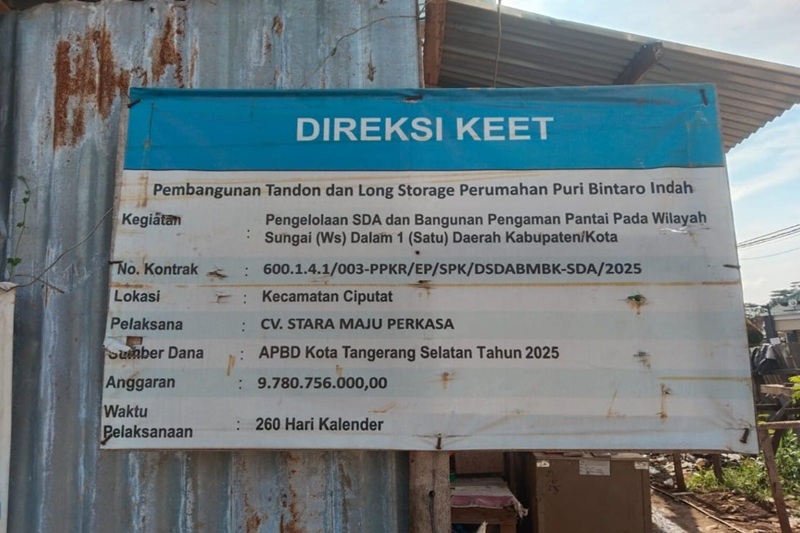 DIREKSI KEET
Pembangunan Tandon dan Long Storage Perumahan Puri Bintaro Indah
Kegiatan : Pengelolaan SDA dan Bangunan Pengaman Pantai Pada Wilayah
Sungai (Ws) Dalam 1 (Satu) Daerah Kabupaten/Kota
No. Kontrak : 600.1.4.1/003-PPKR/EP/SPK/DSDABMBK-SDA/2025
Lokasi : Kecamatan Ciputat
Pelaksana : CV. STARA MAJU PERKASA
Sumber Dana : APBD Kota Tangerang Selatan Tahun 2025
Anggaran : 9.780.756.000,00
Waktu
Pelaksanaan : 260 Hari Kalender